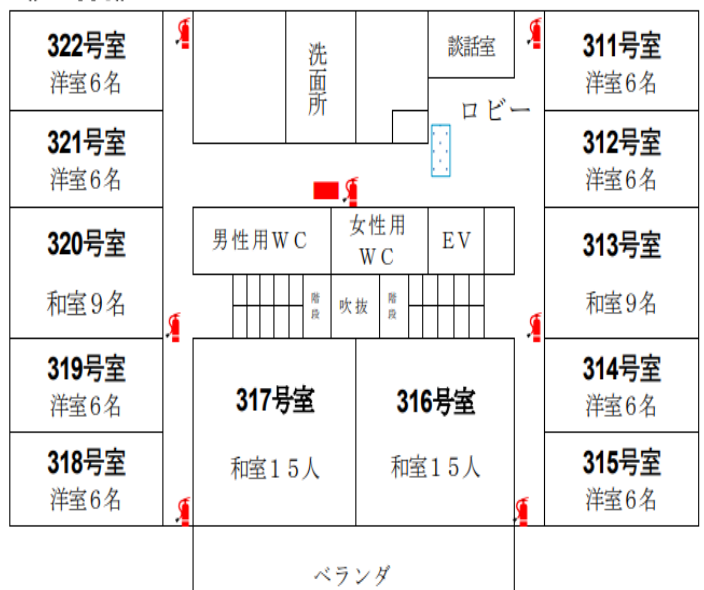 322号室
洋室6名
321号室
洋室6名
320号室
和室9名
319号室
洋室6名
318号室
洋室6名
洗面所
談話室
ロビー
男性用WC
女性用
WC
EV
階段
吹抜
階段
317号室
和室15人
316号室
和室15人
ベランダ
311号室
洋室6名
312号室
洋室6名
313号室
和室9名
314号室
洋室6名
315号室
洋室6名